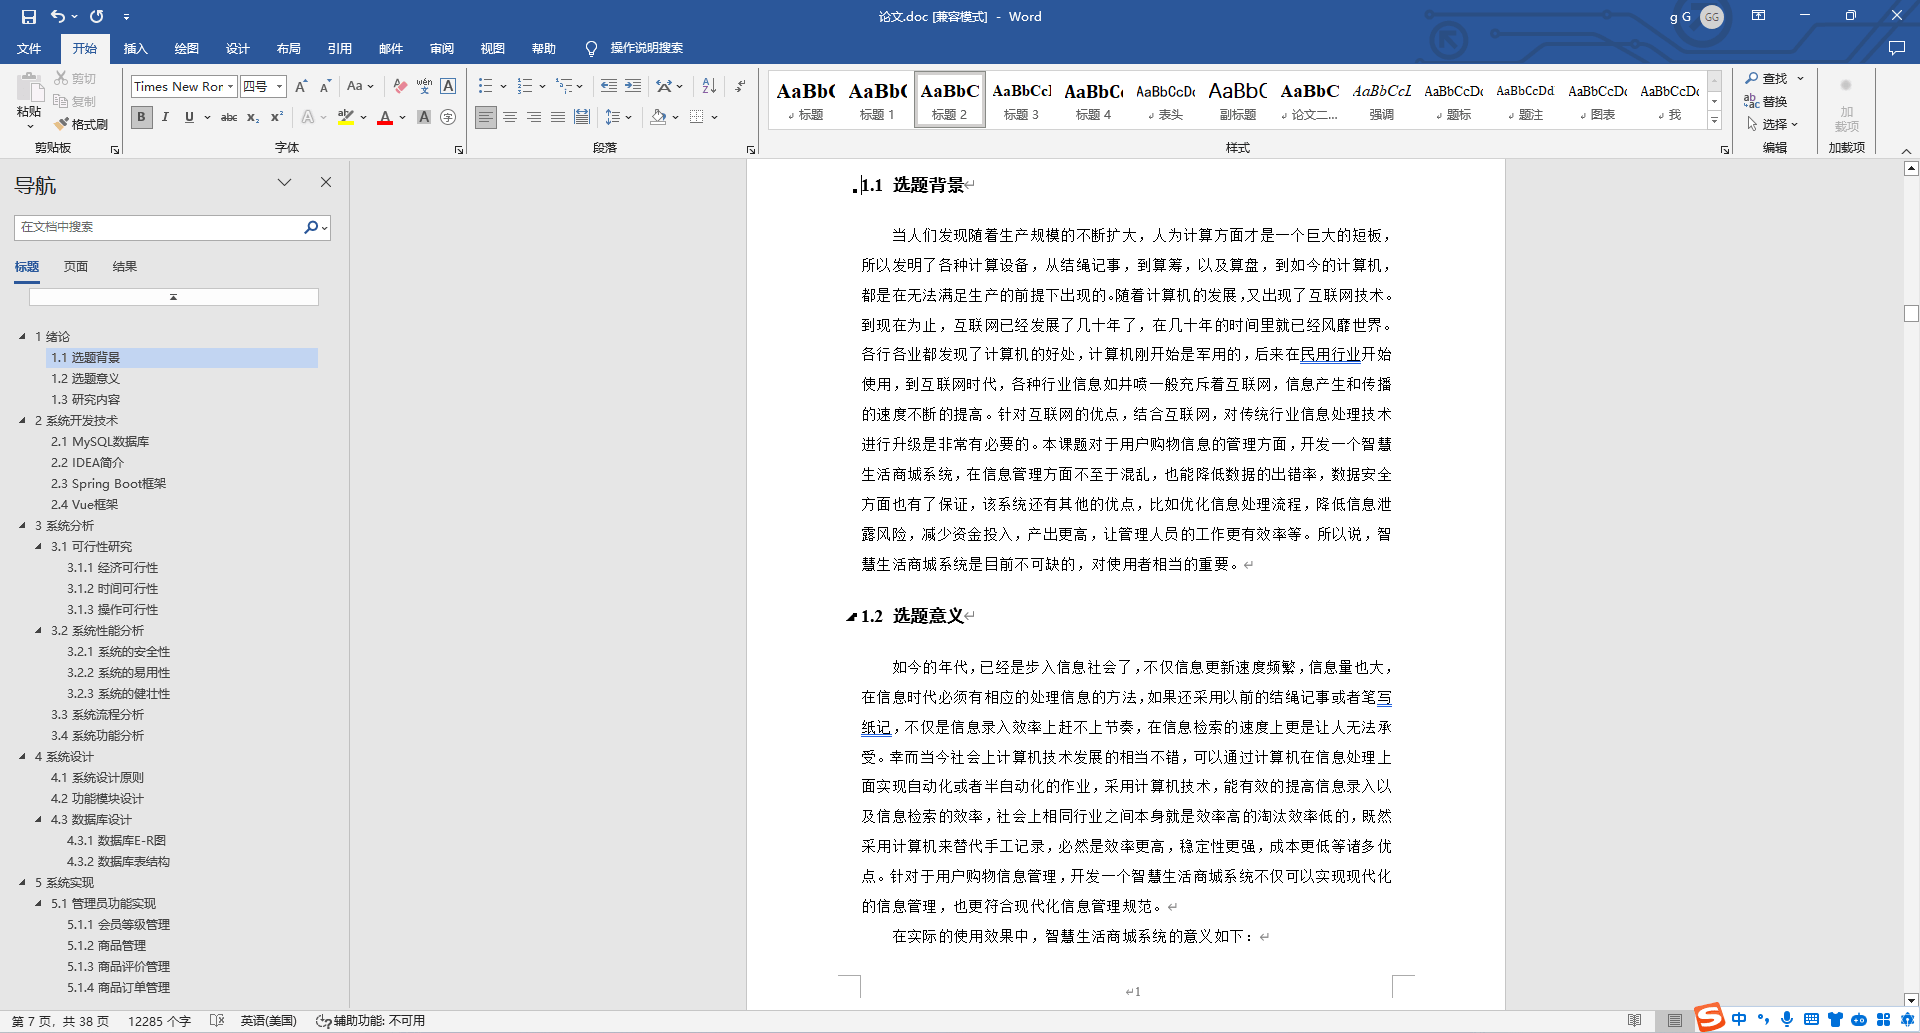 论文.doc [兼容模式] - Word
g G
GG
文件 开始 插入 绘图 设计 布局 引用 邮件 审阅 视图 帮助 操作说明搜索
粘贴
剪切
复制
格式刷
剪贴板
Times New Ror
四号
字体
段落
AaBb( AaBb( AaBbC AaBbCcl AaBbCc AaBbCcDc AaBbC AaBbC AaBbCcL AaBbCcDc AaBbCcDd AaBbCcDc AaBbCcDc
标题 标题 1 标题 2 标题 3 标题 4 表头 副标题 论文二... 强调 题标 题注 图表 我
样式
查找
替换
选择
编辑
加
载项
加载项
导航
在文档中搜索
标题 页面 结果
1 绪论
1.1 选题背景
1.2 选题意义
1.3 研究内容
2 系统开发技术
2.1 MySQL数据库
2.2 IDEA简介
2.3 Spring Boot框架
2.4 Vue框架
3 系统分析
3.1 可行性研究
3.1.1 经济可行性
3.1.2 时间可行性
3.1.3 操作可行性
3.2 系统性能分析
3.2.1 系统的安全性
3.2.2 系统的易用性
3.2.3 系统的健壮性
3.3 系统流程分析
3.4 系统功能分析
4 系统设计
4.1 系统设计原则
4.2 功能模块设计
4.3 数据库设计
4.3.1 数据库E-R图
4.3.2 数据库表结构
5 系统实现
5.1 管理员功能实现
5.1.1 会员等级管理
5.1.2 商品管理
5.1.3 商品评价管理
5.1.4 商品订单管理
1.1 选题背景
当人们发现随着生产规模的不断扩大，人为计算方面才是一个巨大的短板，
所以发明了各种计算设备，从结绳记事，到算筹，以及算盘，到如今的计算机，
都是在无法满足生产的前提下出现的。随着计算机的发展，又出现了互联网技术。
到现在为止，互联网已经发展了几十年了，在几十年的时间里就已经风靡世界。
各行各业都发现了计算机的好处，计算机刚开始是军用的，后来在民用行业开始
使用，到互联网时代，各种行业信息如井喷一般充斥着互联网，信息产生和传播
的速度不断的提高。针对互联网的优点，结合互联网，对传统行业信息处理技术
进行升级是非常有必要的。本课题对于用户购物信息的管理方面，开发一个智慧
生活商城系统，在信息管理方面不至于混乱，也能降低数据的出错率，数据安全
方面也有了保证，该系统还有其他的优点，比如优化信息处理流程，降低信息泄
露风险，减少资金投入，产出更高，让管理人员的工作更有效率等。所以说，智
慧生活商城系统是目前不可缺的，对使用者相当的重要。
1.2 选题意义
如今的年代，已经是步入信息社会了，不仅信息更新速度频繁，信息量也大，
在信息时代必须有相应的处理信息的方法，如果还采用以前的结绳记事或者笔写
纸记，不仅是信息录入效率上赶不上节奏，在信息检索的速度上更是让人无法承
受。幸而当今社会上计算机技术发展的相当不错，可以通过计算机在信息处理上
面实现自动化或者半自动化的作业，采用计算机技术，能有效的提高信息录入以
及信息检索的效率，社会上相同行业之间本身就是效率高的淘汰效率低的，既然
采用计算机来替代手工记录，必然是效率更高，稳定性更强，成本更低等诸多优
点。针对于用户购物信息管理，开发一个智慧生活商城系统不仅可以实现现代化
的信息管理，也更符合现代化信息管理规范。
在实际的使用效果中，智慧生活商城系统的意义如下：
1
第 7 页，共 38 页 12285 个字 英语(美国) 辅助功能: 不可用
中